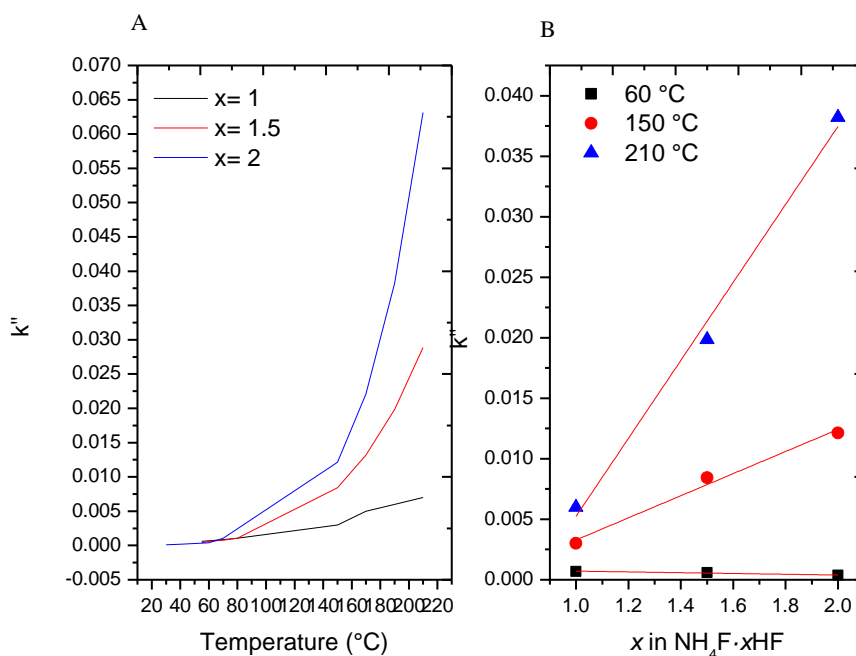 A
0.070
0.065
0.060
0.055
0.050
0.045
0.040
0.035
0.030
0.025
0.020
0.015
0.010
0.005
0.000
-0.005
k''
x= 1
x= 1.5
x= 2
20 40 60 80 100 120 140 160 180 200 220
Temperature (°C)
B
0.040
0.035
0.030
0.025
0.020
0.015
0.010
0.005
0.000
k''
60 °C
150 °C
210 °C
1.0 1.2 1.4 1.6 1.8 2.0
x in NH₄F·xHF